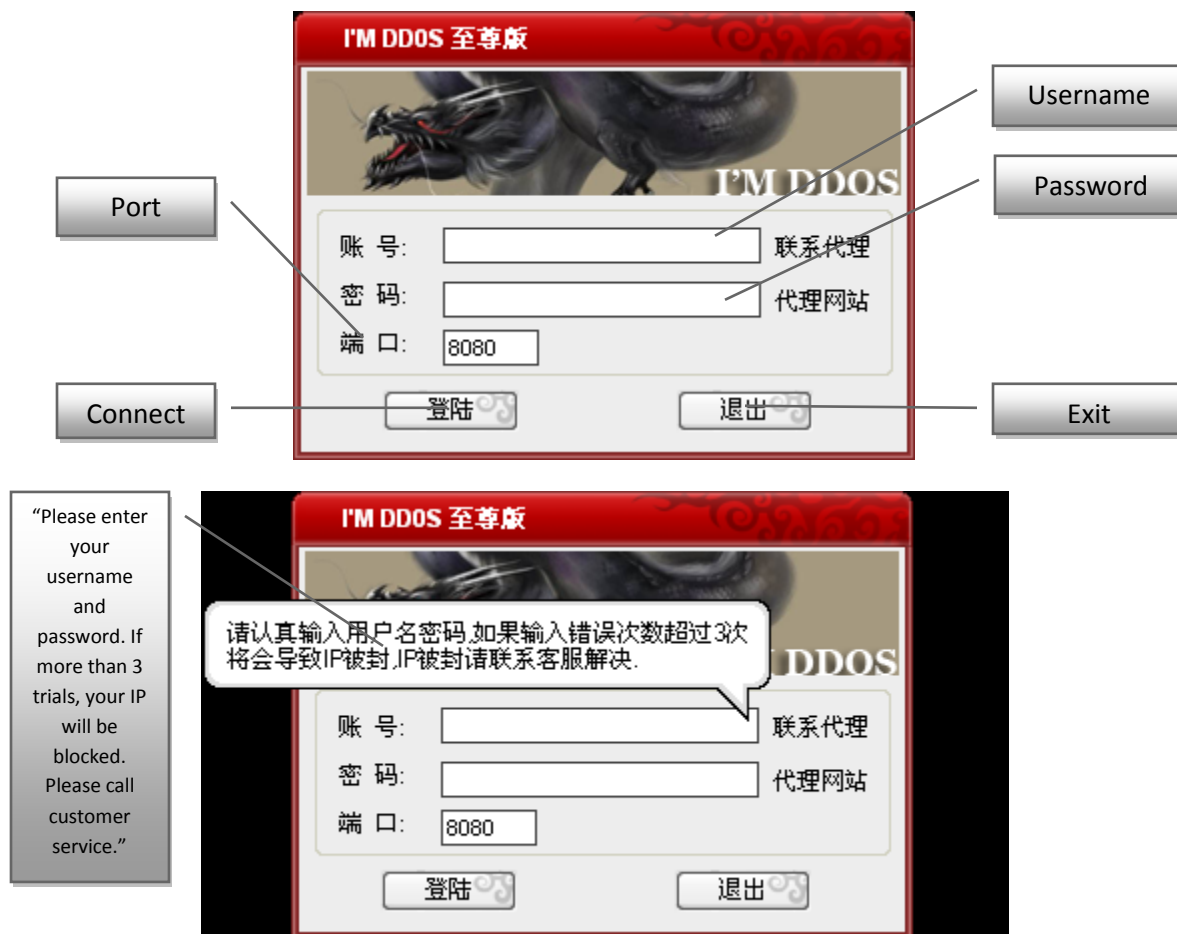 I'M DDOS 至尊版
I'M DDOS
Username
Password
Port
账 号:
联系代理
密 码:
代理网站
端 口:
8080
Connect
登陆
退出
Exit
“Please enter
your
username
and
password. If
more than 3
trials, your IP
will be
blocked.
Please call
customer
service.”
I'M DDOS 至尊版
请认真输入用户名密码,如果输入错误次数超过3次
将会导致IP被封,IP被封请联系客服解决.
DDOS
账 号:
联系代理
密 码:
代理网站
端 口:
8080
登陆
退出